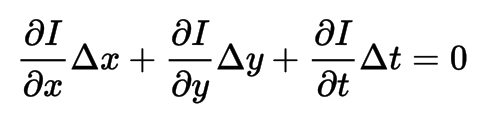 ∂I/∂x Δx + ∂I/∂y Δy + ∂I/∂t Δt = 0